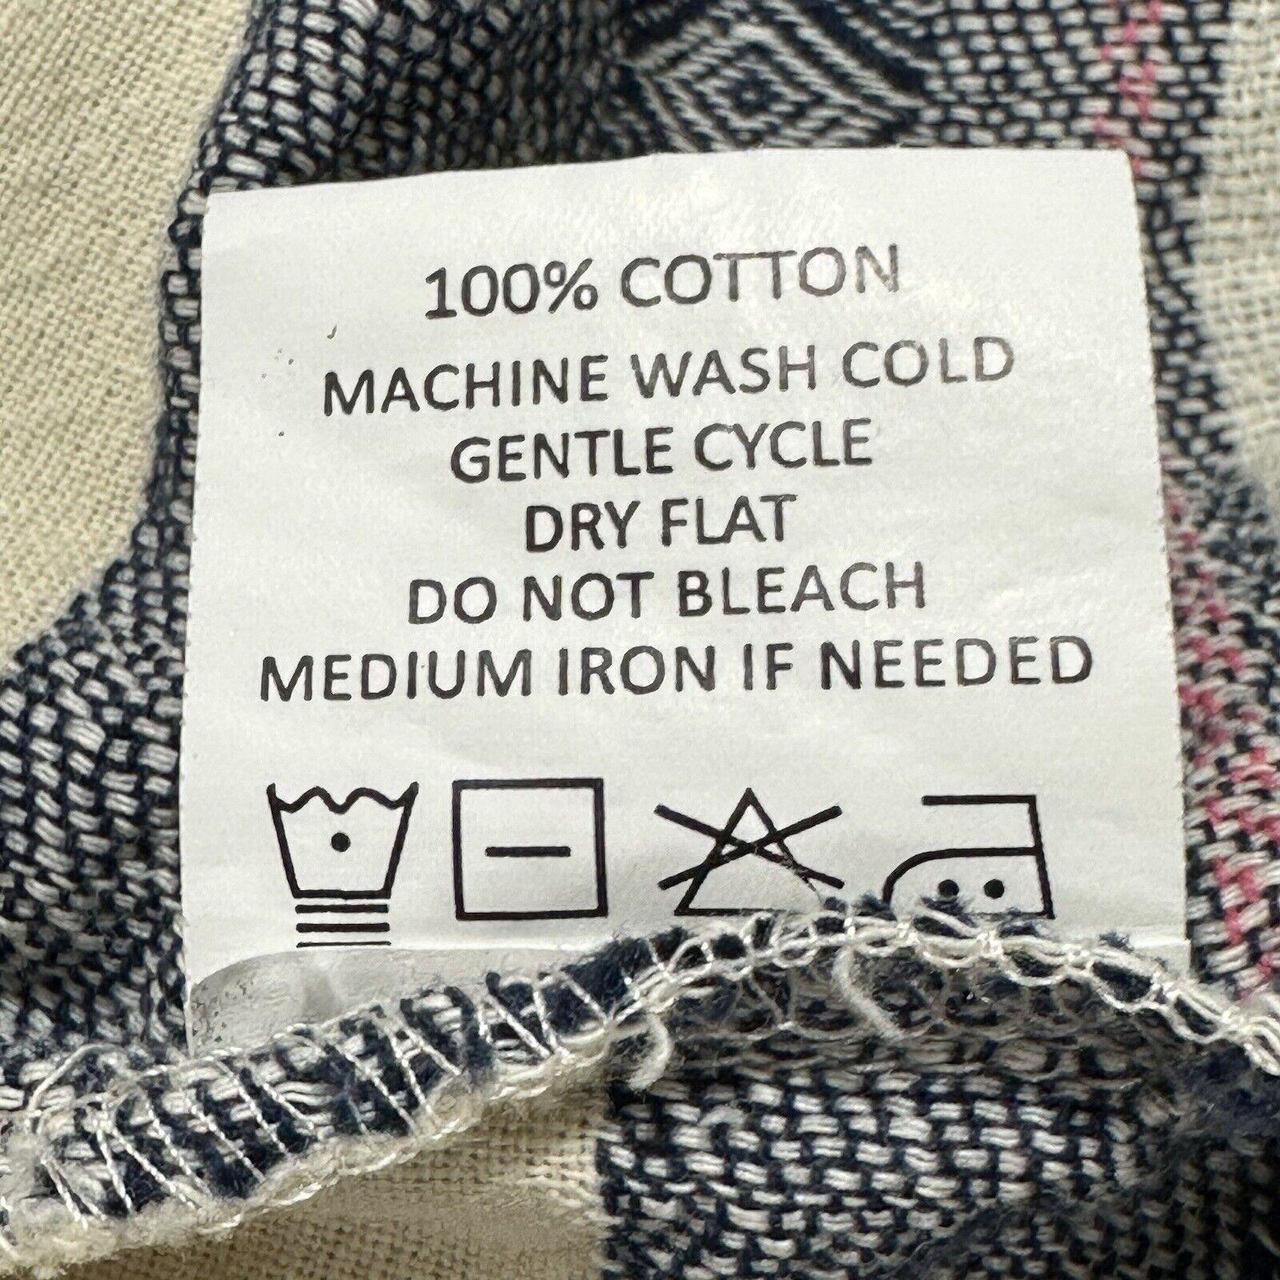 100% COTTON
MACHINE WASH COLD
GENTLE CYCLE
DRY FLAT
DO NOT BLEACH
MEDIUM IRON IF NEEDED